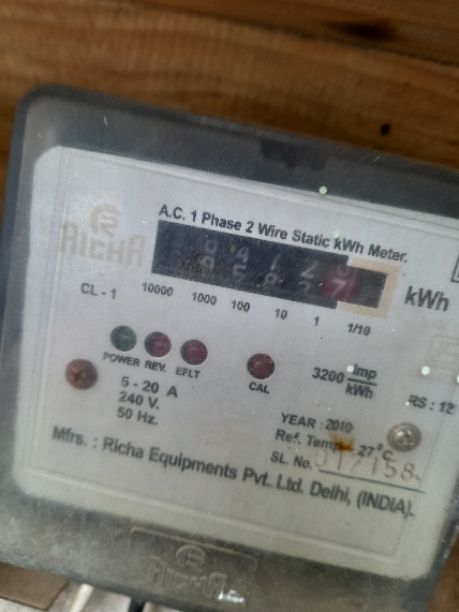 A.C. 1 Phase 2 Wire Static kWh Meter.
RICHA
kWh
CL - 1
10000 1000 100 10 1 1/10
POWER REV. EFLT
CAL
3200 Imp/kWh
5 - 20 A
240 V.
50 Hz.
RS : 12
YEAR : 2010
Ref. Temp. 27°C
SL. No. 017158
Mfrs. : Richa Equipments Pvt. Ltd. Delhi, (INDIA).
RICHA